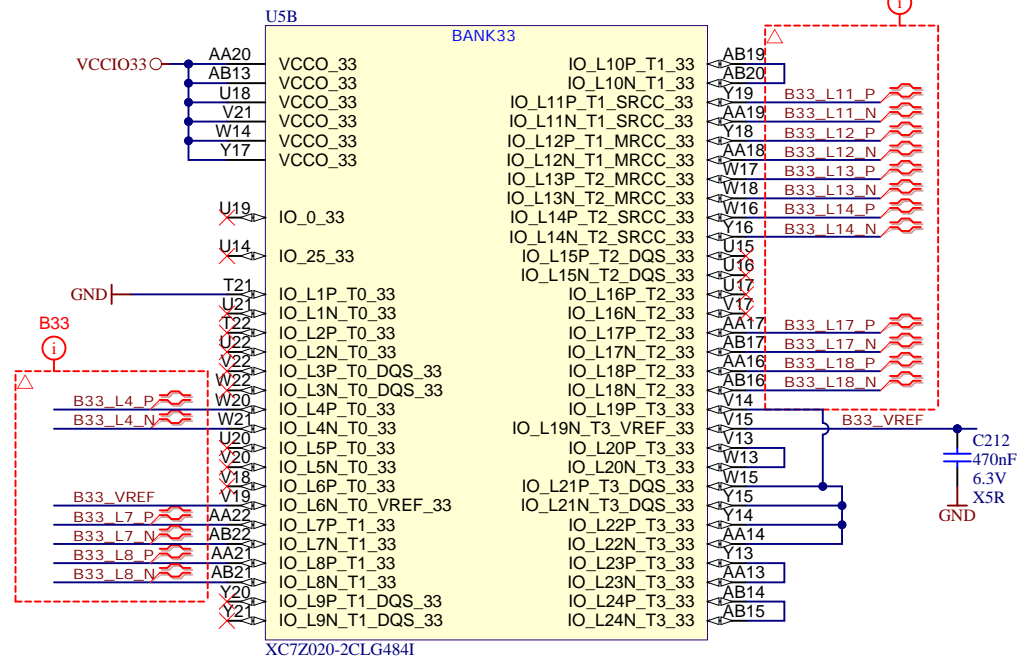 U5B
BANK33
VCCIO33
AA20 VCCO_33
AB13 VCCO_33
U18 VCCO_33
V21 VCCO_33
W14 VCCO_33
Y17 VCCO_33
U19 IO_0_33
U14 IO_25_33
GND T21 IO_L1P_T0_33
U21 IO_L1N_T0_33
T22 IO_L2P_T0_33
U22 IO_L2N_T0_33
V22 IO_L3P_T0_DQS_33
W22 IO_L3N_T0_DQS_33
B33
i
B33_L4_P W20 IO_L4P_T0_33
B33_L4_N W21 IO_L4N_T0_33
U20 IO_L5P_T0_33
V20 IO_L5N_T0_33
V18 IO_L6P_T0_33
B33_VREF V19 IO_L6N_T0_VREF_33
B33_L7_P AA22 IO_L7P_T1_33
B33_L7_N AB22 IO_L7N_T1_33
B33_L8_P AA21 IO_L8P_T1_33
B33_L8_N AB21 IO_L8N_T1_33
Y20 IO_L9P_T1_DQS_33
Y21 IO_L9N_T1_DQS_33
i
IO_L10P_T1_33 AB19
IO_L10N_T1_33 AB20
IO_L11P_T1_SRCC_33 Y19 B33_L11_P
IO_L11N_T1_SRCC_33 AA19 B33_L11_N
IO_L12P_T1_MRCC_33 Y18 B33_L12_P
IO_L12N_T1_MRCC_33 AA18 B33_L12_N
IO_L13P_T2_MRCC_33 W17 B33_L13_P
IO_L13N_T2_MRCC_33 W18 B33_L13_N
IO_L14P_T2_SRCC_33 W16 B33_L14_P
IO_L14N_T2_SRCC_33 Y16 B33_L14_N
IO_L15P_T2_DQS_33 U15
IO_L15N_T2_DQS_33 U16
IO_L16P_T2_33 U17
IO_L16N_T2_33 V17
IO_L17P_T2_33 AA17 B33_L17_P
IO_L17N_T2_33 AB17 B33_L17_N
IO_L18P_T2_33 AA16 B33_L18_P
IO_L18N_T2_33 AB16 B33_L18_N
IO_L19P_T3_33 V14
IO_L19N_T3_VREF_33 V15 B33_VREF
IO_L20P_T3_33 V13
IO_L20N_T3_33 W13
IO_L21P_T3_DQS_33 W15
IO_L21N_T3_DQS_33 Y15
IO_L22P_T3_33 Y14
IO_L22N_T3_33 AA14
IO_L23P_T3_33 Y13
IO_L23N_T3_33 AA13
IO_L24P_T3_33 AB14
IO_L24N_T3_33 AB15
C212
470nF
6.3V
X5R
GND
XC7Z020-2CLG484I